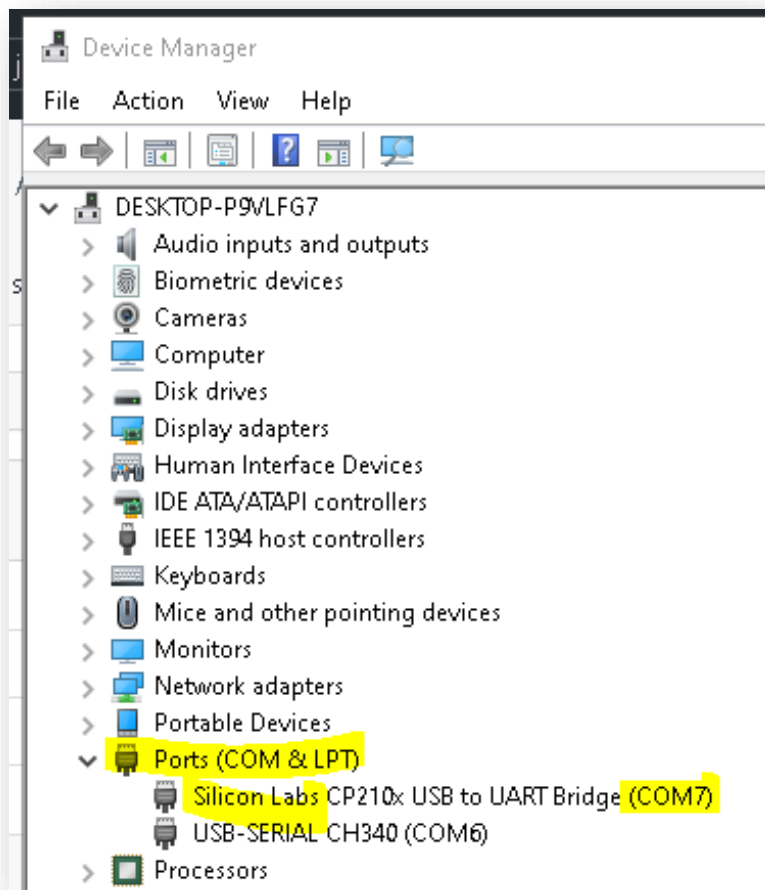 Device Manager
File Action View Help
DESKTOP-P9VLFG7
Audio inputs and outputs
Biometric devices
Cameras
Computer
Disk drives
Display adapters
Human Interface Devices
IDE ATA/ATAPI controllers
IEEE 1394 host controllers
Keyboards
Mice and other pointing devices
Monitors
Network adapters
Portable Devices
Ports (COM & LPT)
Silicon Labs CP210x USB to UART Bridge (COM7)
USB-SERIAL CH340 (COM6)
Processors